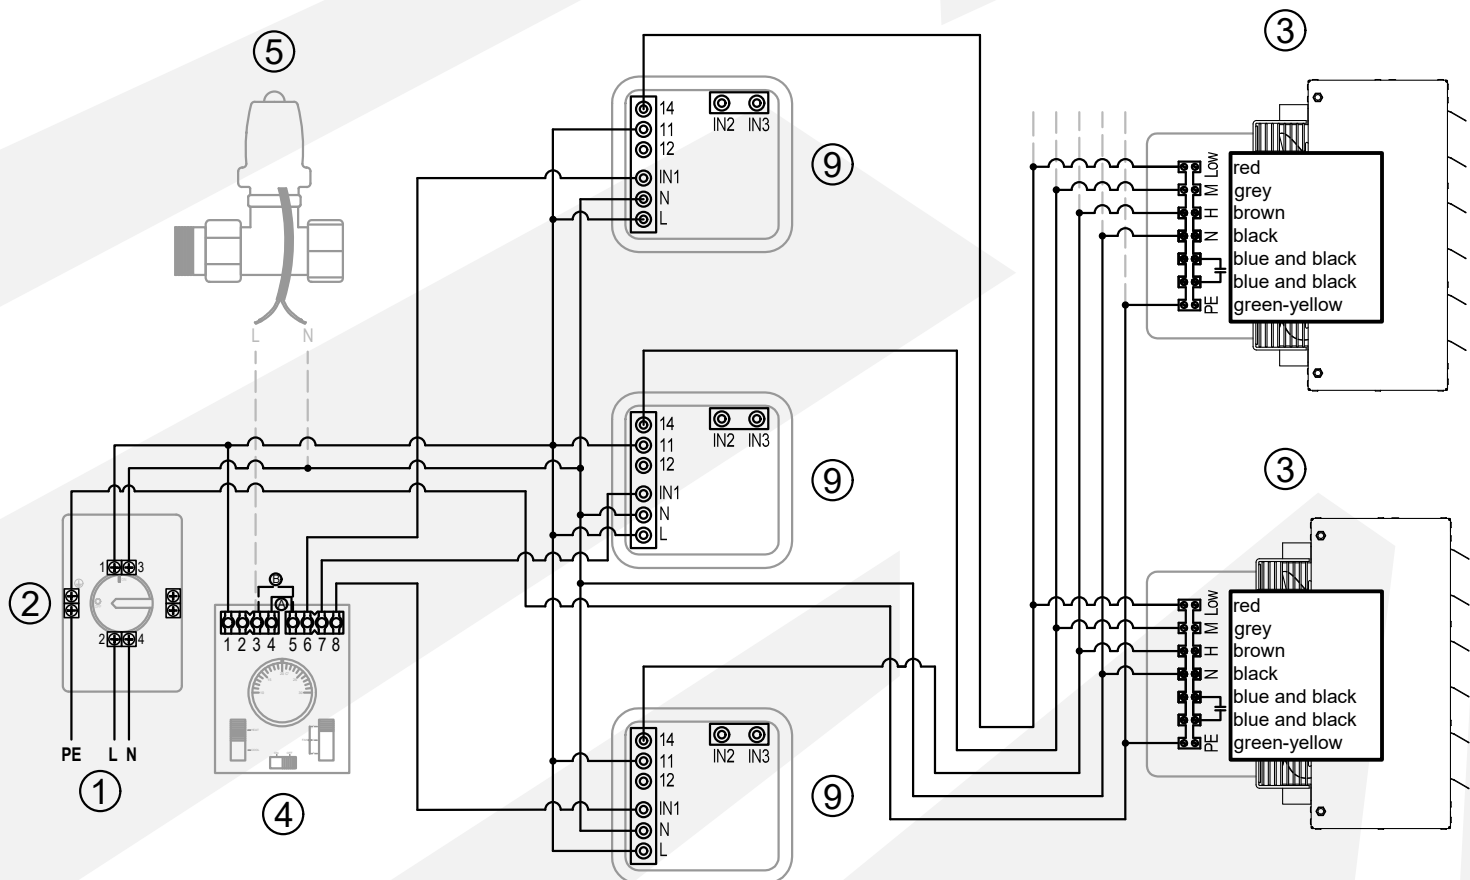 5
3
14
11
12
IN1
N
L
IN2 IN3
9
Low
M
H
N
PE
red
grey
brown
black
blue and black
blue and black
green-yellow
L N
14
11
12
IN1
N
L
IN2 IN3
9
3
2
1 3
2 4
PE L N
1
B
A
1 2 3 4 5 6 7 8
4
Low
M
H
N
PE
red
grey
brown
black
blue and black
blue and black
green-yellow
14
11
12
IN1
N
L
IN2 IN3
9